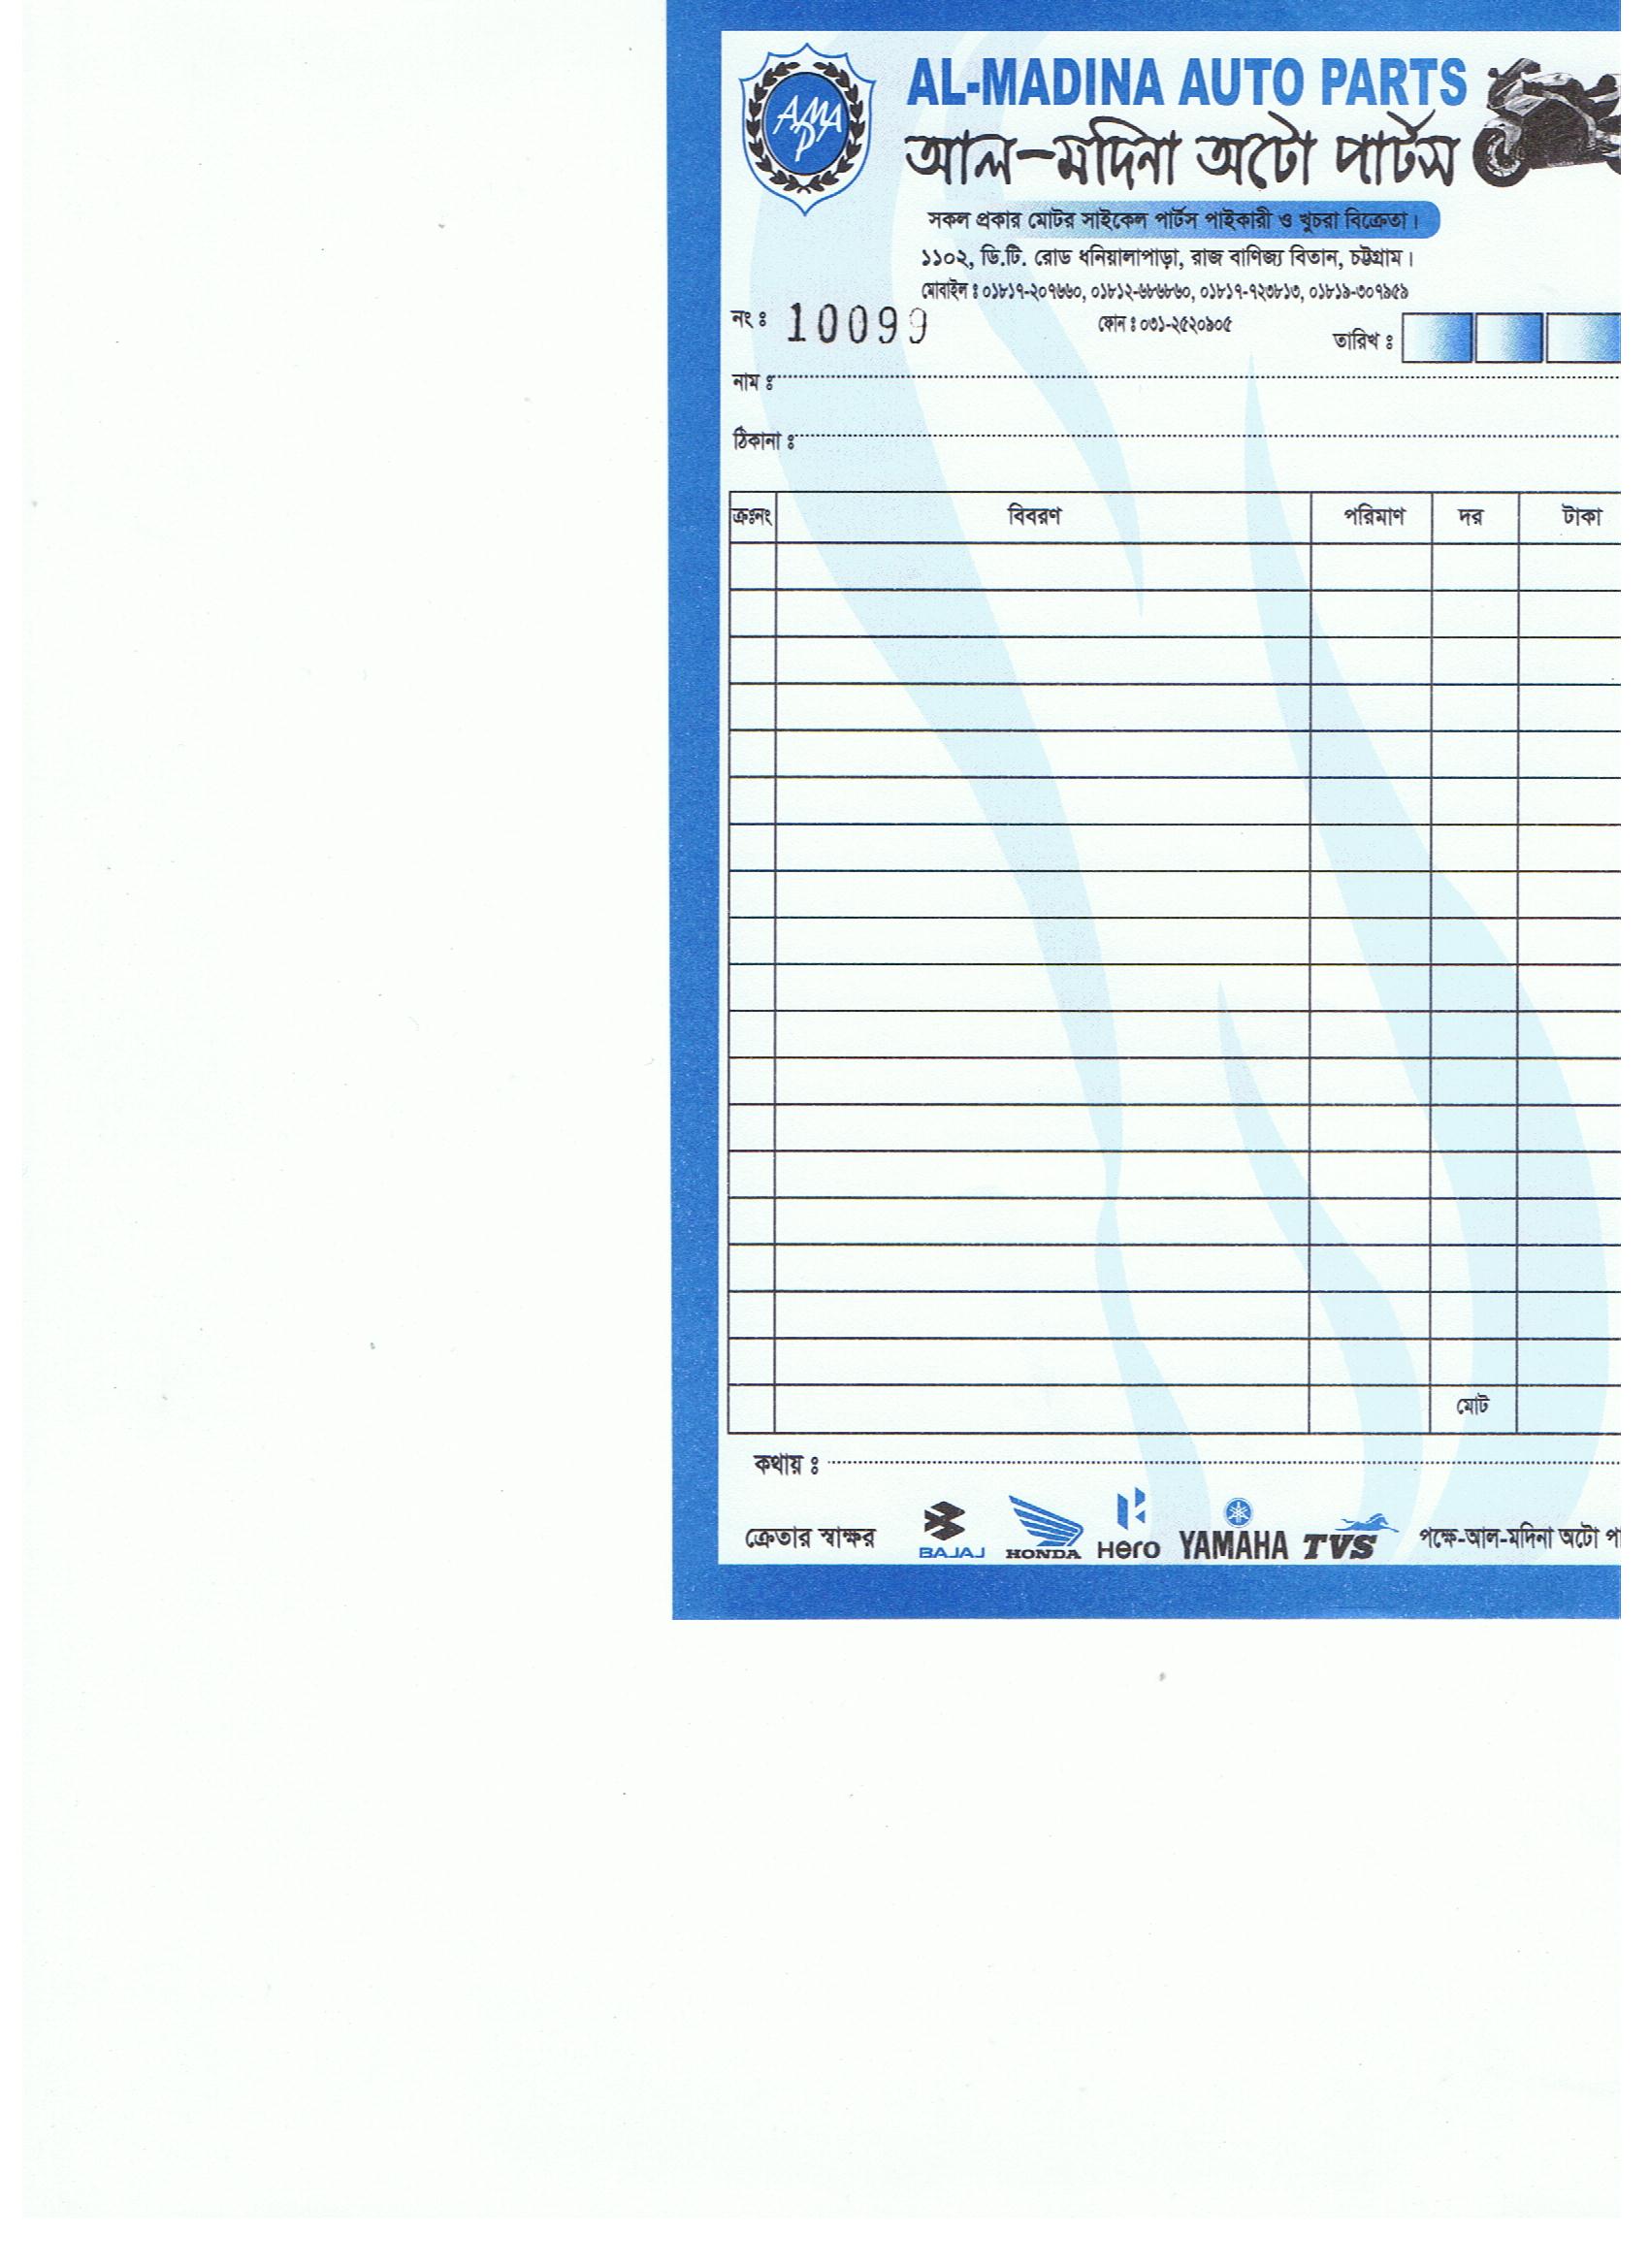 AMA
P
AL-MADINA AUTO PARTS
আল-মদিনা অটো পার্টস
সকল প্রকার মোটর সাইকেল পার্টস পাইকারী ও খুচরা বিক্রেতা।
১১০২, ডি.টি. রোড ধনিয়ালাপাড়া, রাজ বাণিজ্য বিতান, চট্টগ্রাম।
মোবাইল ঃ ০১৮১৭-২০৭৬৬০, ০১৮১২-৬৮৬৮৬০, ০১৮১৭-৭২৩৮১৩, ০১৮১৯-৩০৭৯৫৯
নং ঃ 10099
ফোন ঃ ০৩১-২৫২০৯০৫
তারিখ ঃ
নাম ঃ
ঠিকানা ঃ
ক্রঃনং বিবরণ পরিমাণ দর টাকা
মোট
কথায় ঃ
ক্রেতার স্বাক্ষর BAJAJ HONDA Hero YAMAHA TVS পক্ষে-আল-মদিনা অটো পা